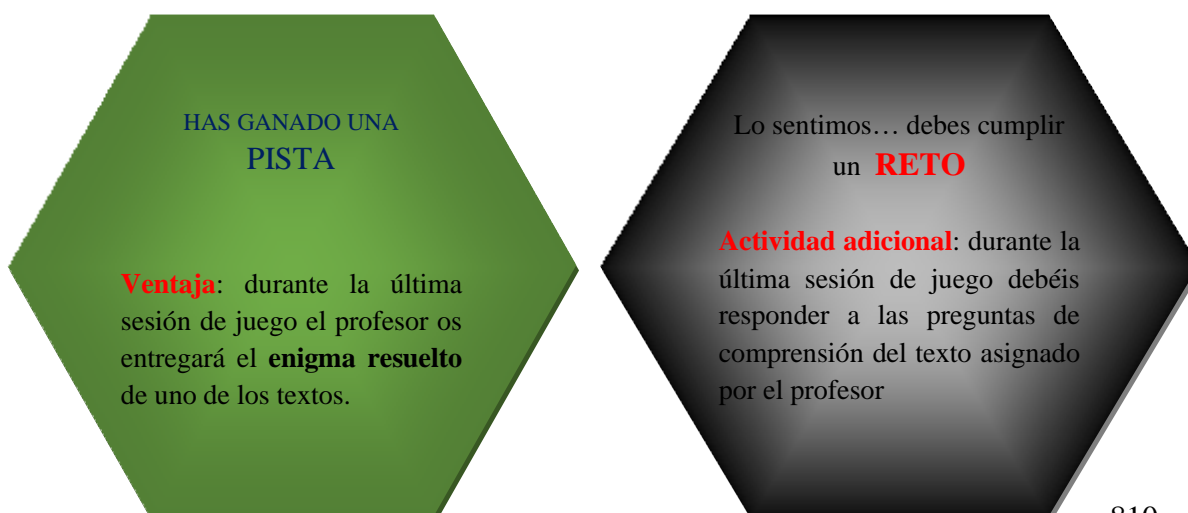 HAS GANADO UNA
PISTA
Ventaja: durante la última
sesión de juego el profesor os
entregará el enigma resuelto
de uno de los textos.
Lo sentimos… debes cumplir
un RETO
Actividad adicional: durante la
última sesión de juego debéis
responder a las preguntas de
comprensión del texto asignado
por el profesor